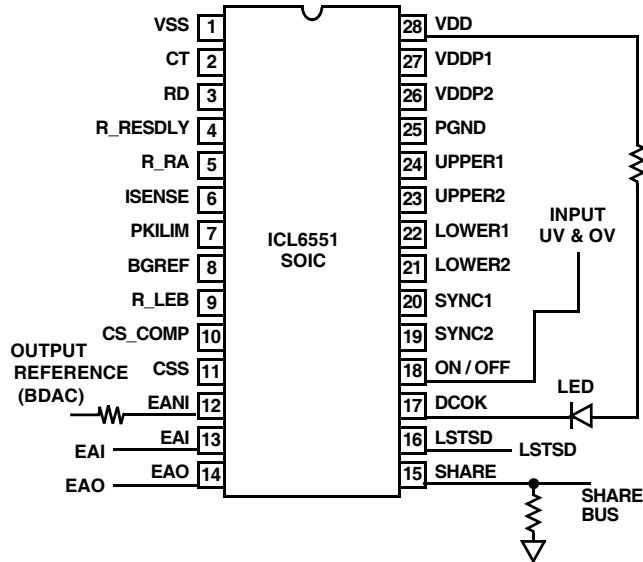 VSS 1
CT 2
RD 3
R_RESDLY 4
R_RA 5
ISENSE 6
PKILIM 7
BGREF 8
R_LEB 9
CS_COMP 10
CSS 11
EANI 12
EAI 13
EAO 14
OUTPUT
REFERENCE
(BDAC)
EAI
EAO
ICL6551
SOIC
28 VDD
27 VDDP1
26 VDDP2
25 PGND
24 UPPER1
23 UPPER2
22 LOWER1
21 LOWER2
20 SYNC1
19 SYNC2
18 ON / OFF
17 DCOK
16 LSTSD
15 SHARE
INPUT
UV & OV
LED
LSTSD
SHARE
BUS